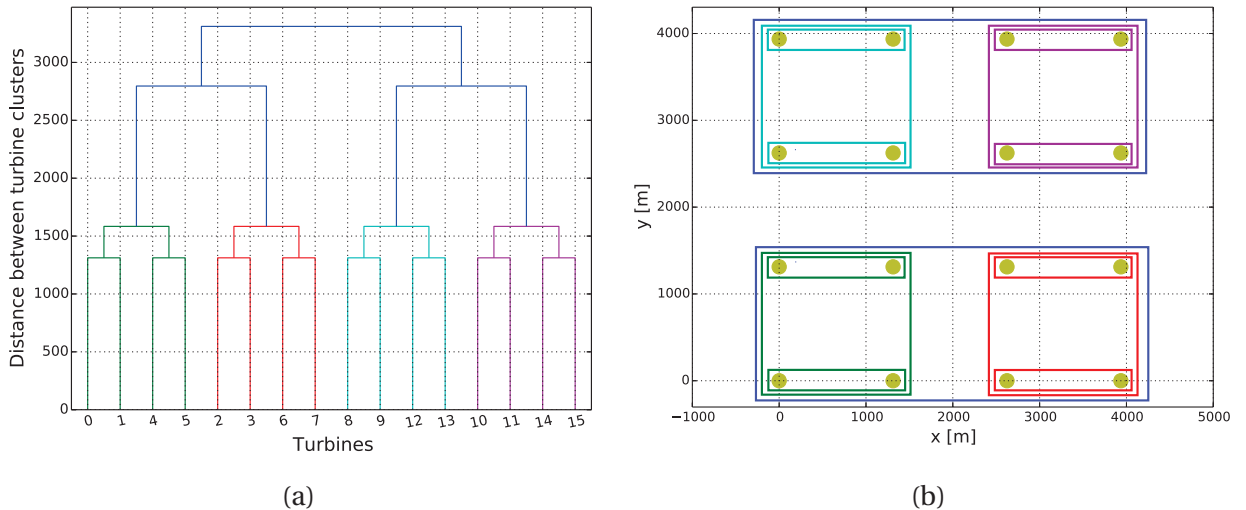 3000
2500
2000
1500
1000
500
0
Distance between turbine clusters
0 1 4 5 2 3 6 7 8 9 12 13 10 11 14 15
Turbines
(a)
4000
3000
2000
1000
0
y [m]
−1000 0 1000 2000 3000 4000 5000
x [m]
(b)